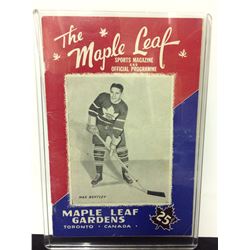 The Maple Leaf
SPORTS MAGAZINE
AND
OFFICIAL PROGRAMME
MAX BENTLEY
MAPLE LEAF
GARDENS
TORONTO - CANADA
25